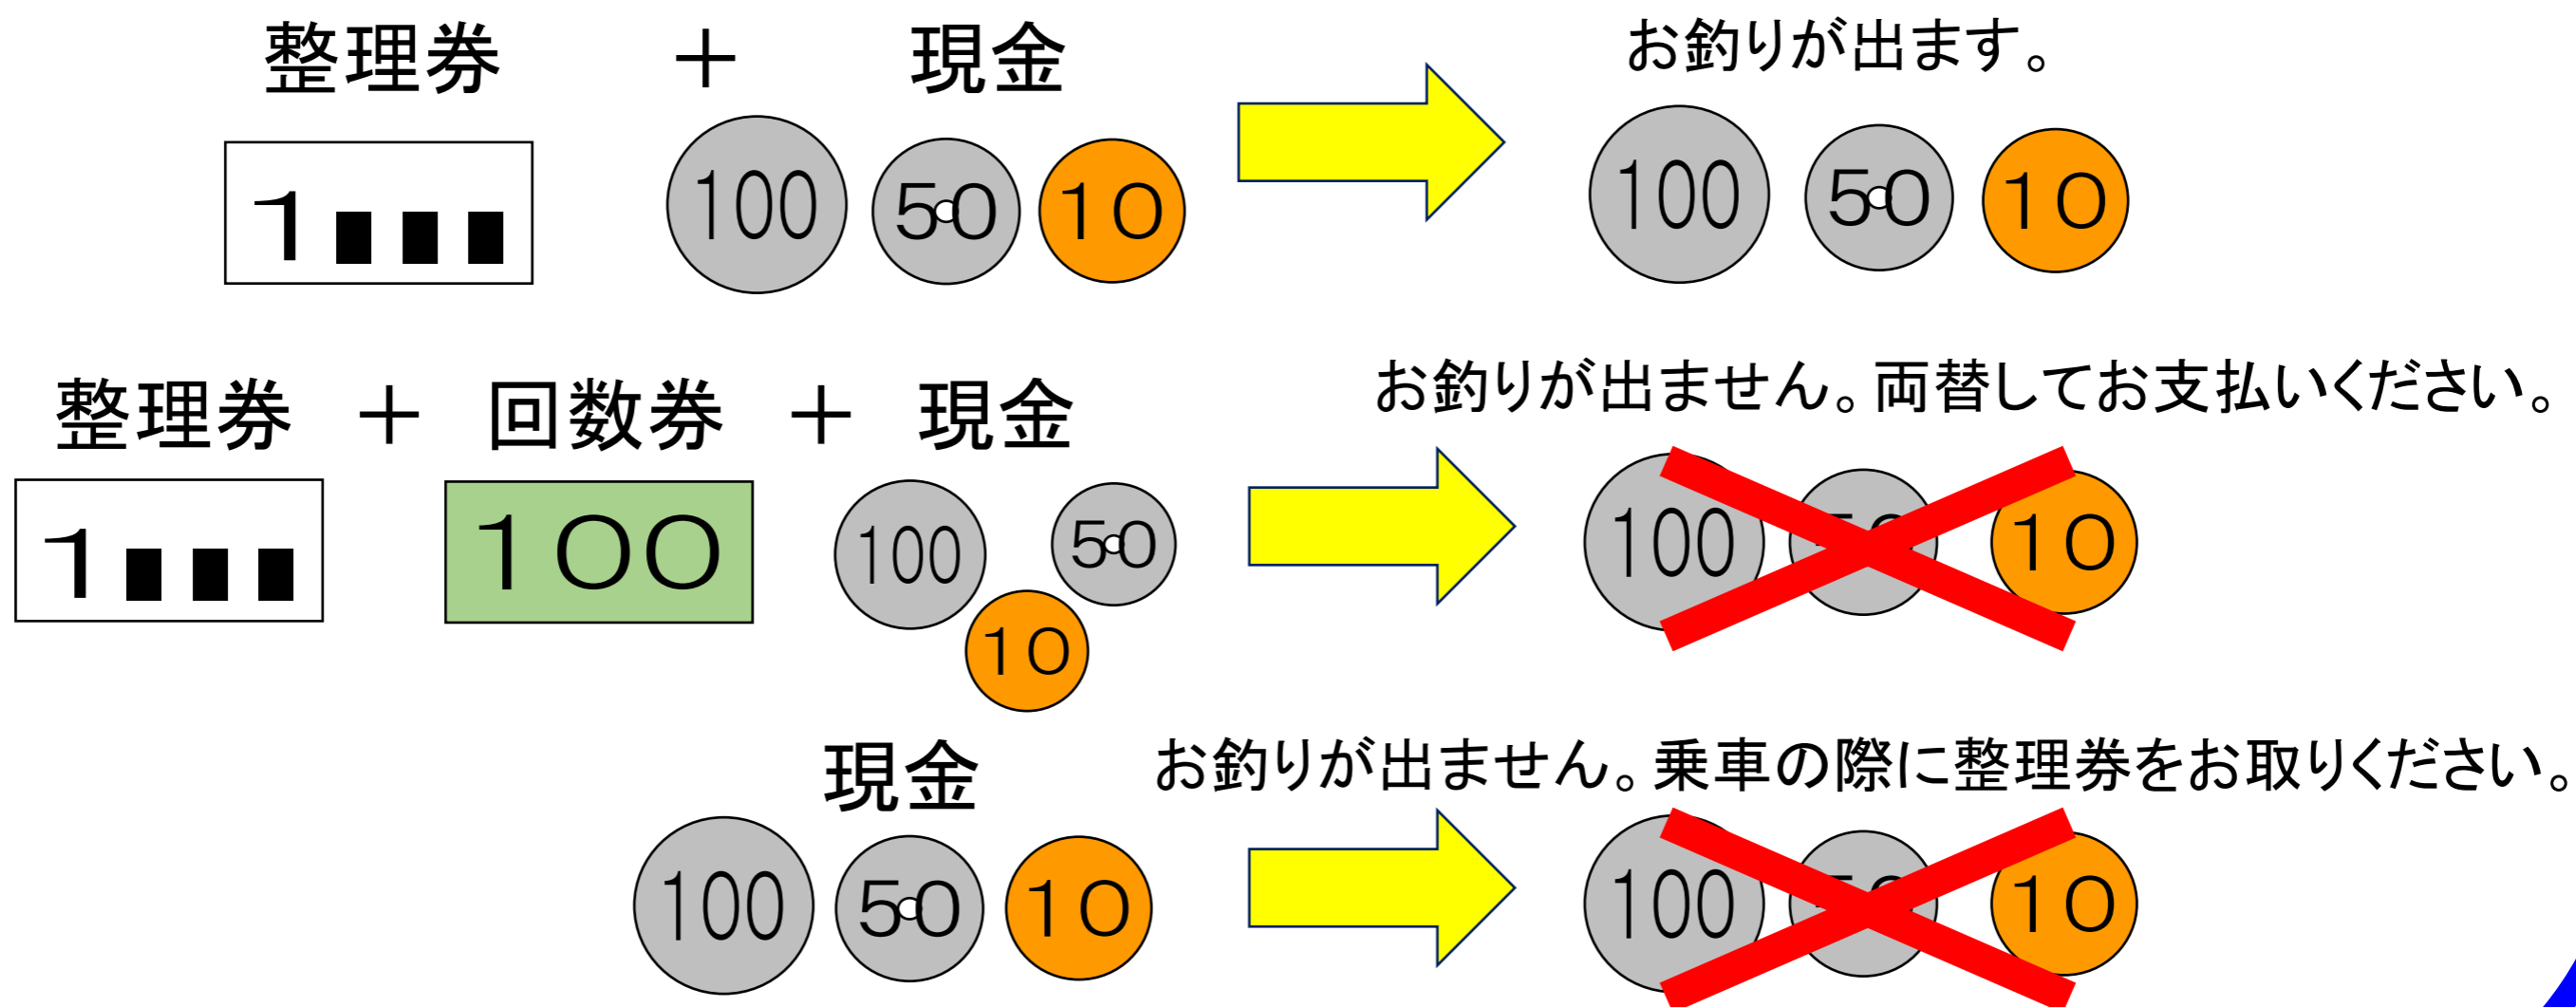 整理券 ＋ 現金
お釣りが出ます。
1■■■ 100 50 10
100 50 10
整理券 ＋ 回数券 ＋ 現金
お釣りが出ません。両替してお支払いください。
1■■■ 100 100 50 10
100 50 10
現金
お釣りが出ません。乗車の際に整理券をお取りください。
100 50 10
100 50 10